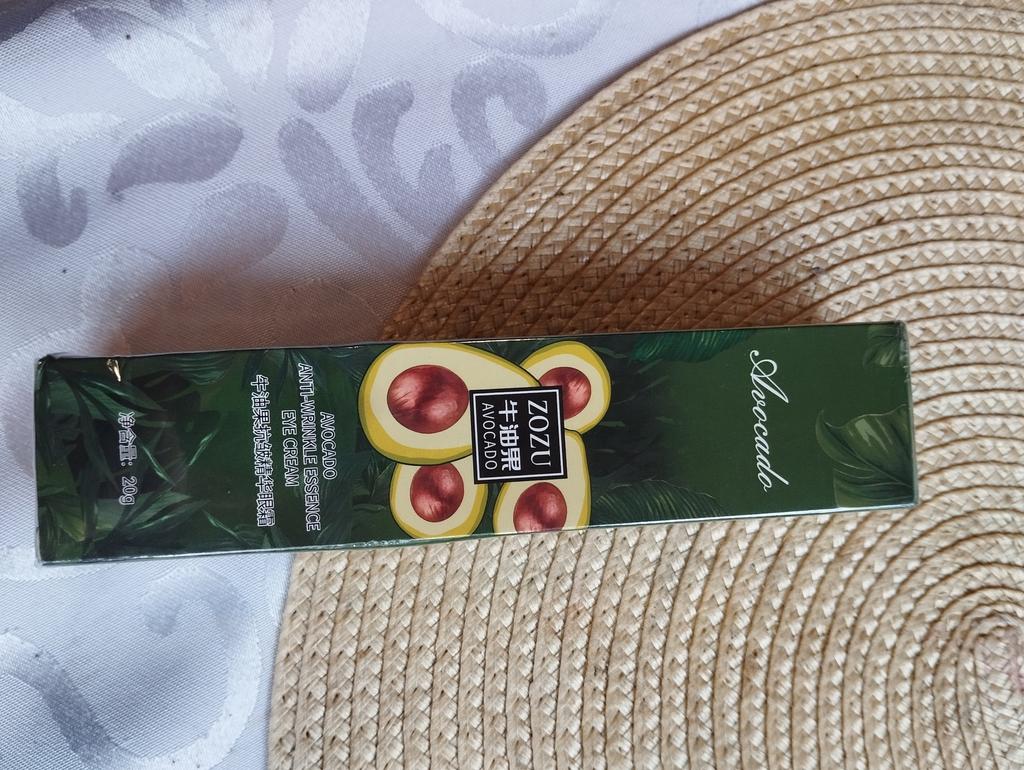 Avocado
ZOZU
牛油果
AVOCADO
AVOCADO
ANTI-WRINKLE ESSENCE
EYE CREAM
牛油果抗皱精华眼霜
净含量: 20g